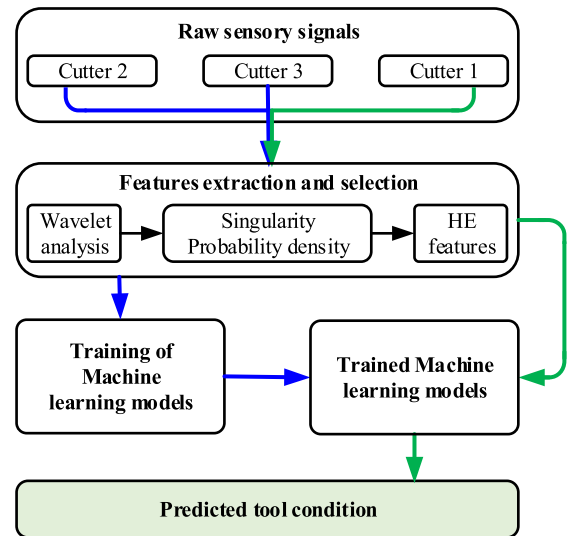 Raw sensory signals
Cutter 2
Cutter 3
Cutter 1
Features extraction and selection
Wavelet
analysis
Singularity
Probability density
HE
features
Training of
Machine
learning models
Trained Machine
learning models
Predicted tool condition